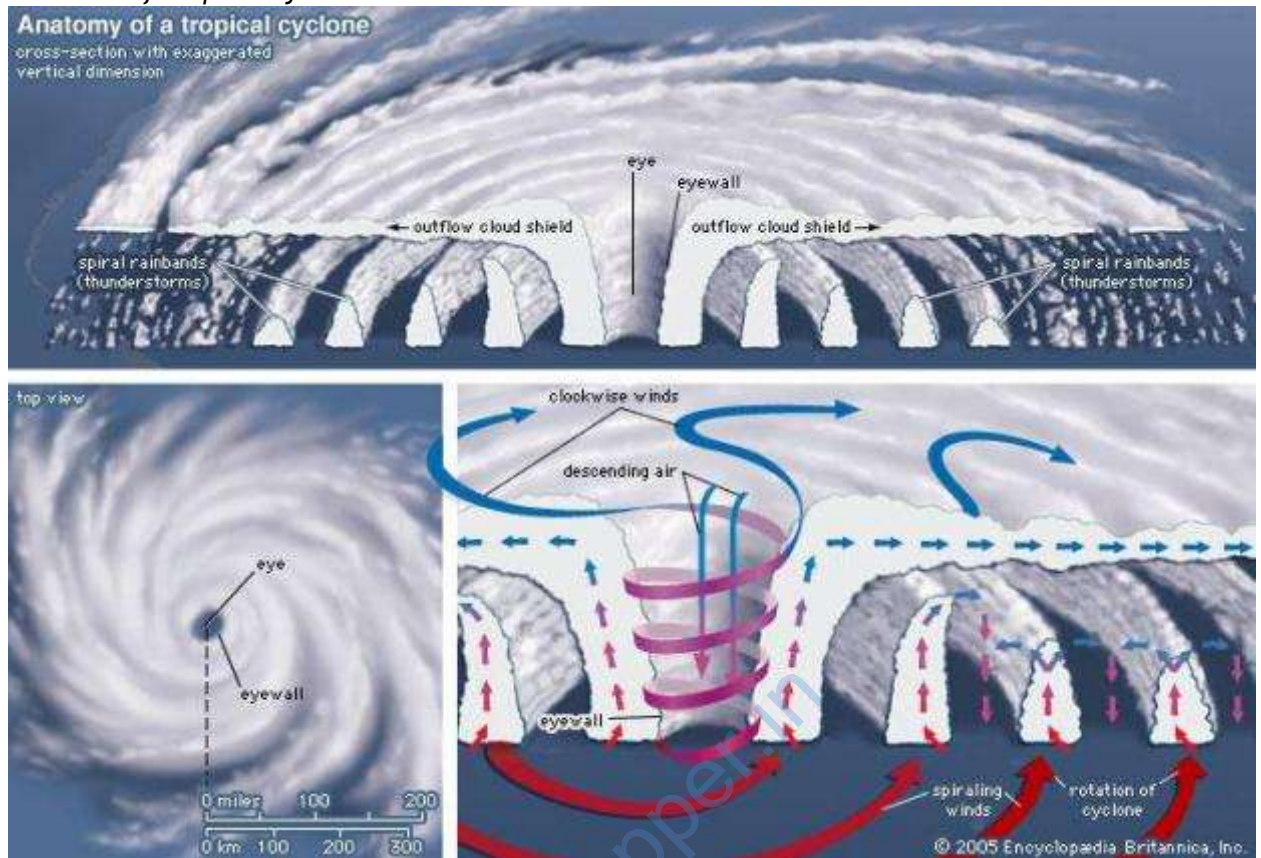 Anatomy of a tropical cyclone
cross-section with exaggerated
vertical dimension
eye
eyewall
outflow cloud shield
outflow cloud shield
spiral rainbands
(thunderstorms)
spiral rainbands
(thunderstorms)
top view
eye
eyewall
0 miles 100 200
0 km 100 200 300
clockwise winds
descending air
eyewall
spiraling
winds
rotation of
cyclone
© 2005 Encyclopædia Britannica, Inc.